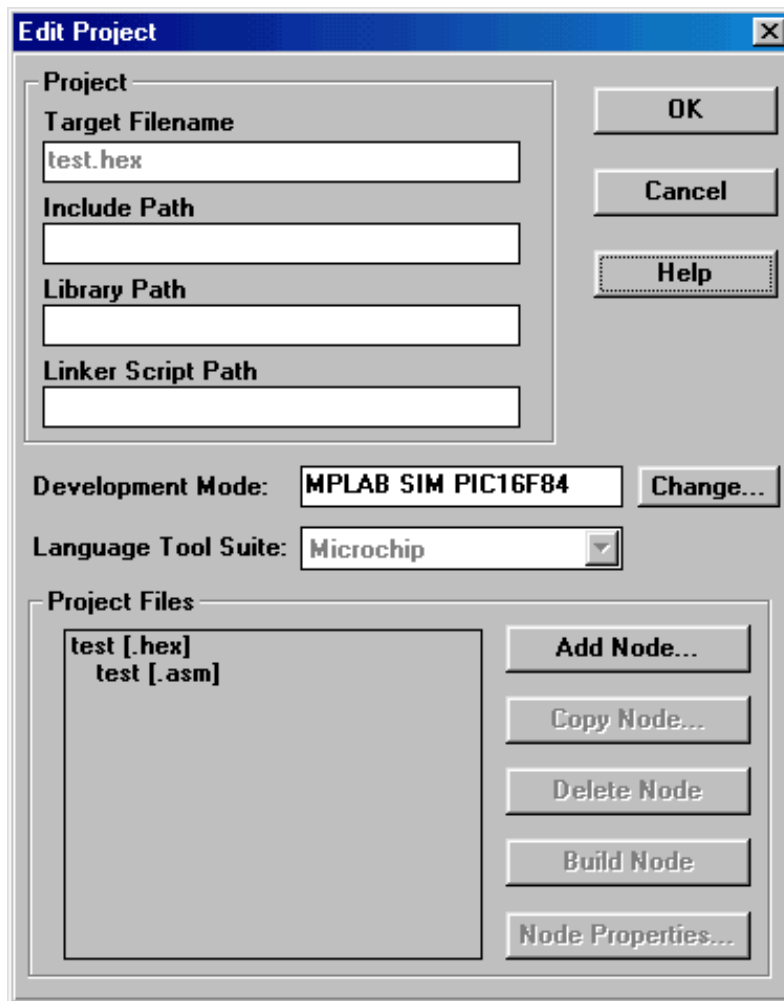 Edit Project
Project
Target Filename
test.hex
Include Path
Library Path
Linker Script Path
OK
Cancel
Help
Development Mode: MPLAB SIM PIC16F84 Change...
Language Tool Suite: Microchip
Project Files
test [.hex]
test [.asm]
Add Node...
Copy Node...
Delete Node
Build Node
Node Properties...